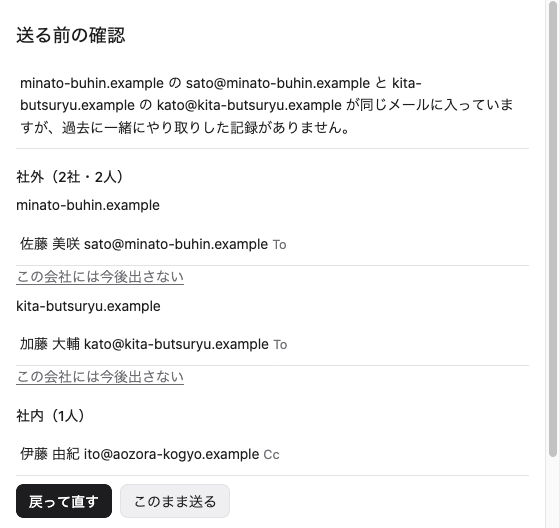 送る前の確認
minato-buhin.example の sato@minato-buhin.example と kita-
butsuryu.example の kato@kita-butsuryu.example が同じメールに入っていま
すが、過去に一緒にやり取りした記録がありません。
社外（2社・2人）
minato-buhin.example
佐藤 美咲 sato@minato-buhin.example To
この会社には今後出さない
kita-butsuryu.example
加藤 大輔 kato@kita-butsuryu.example To
この会社には今後出さない
社内（1人）
伊藤 由紀 ito@aozora-kogyo.example Cc
戻って直す このまま送る